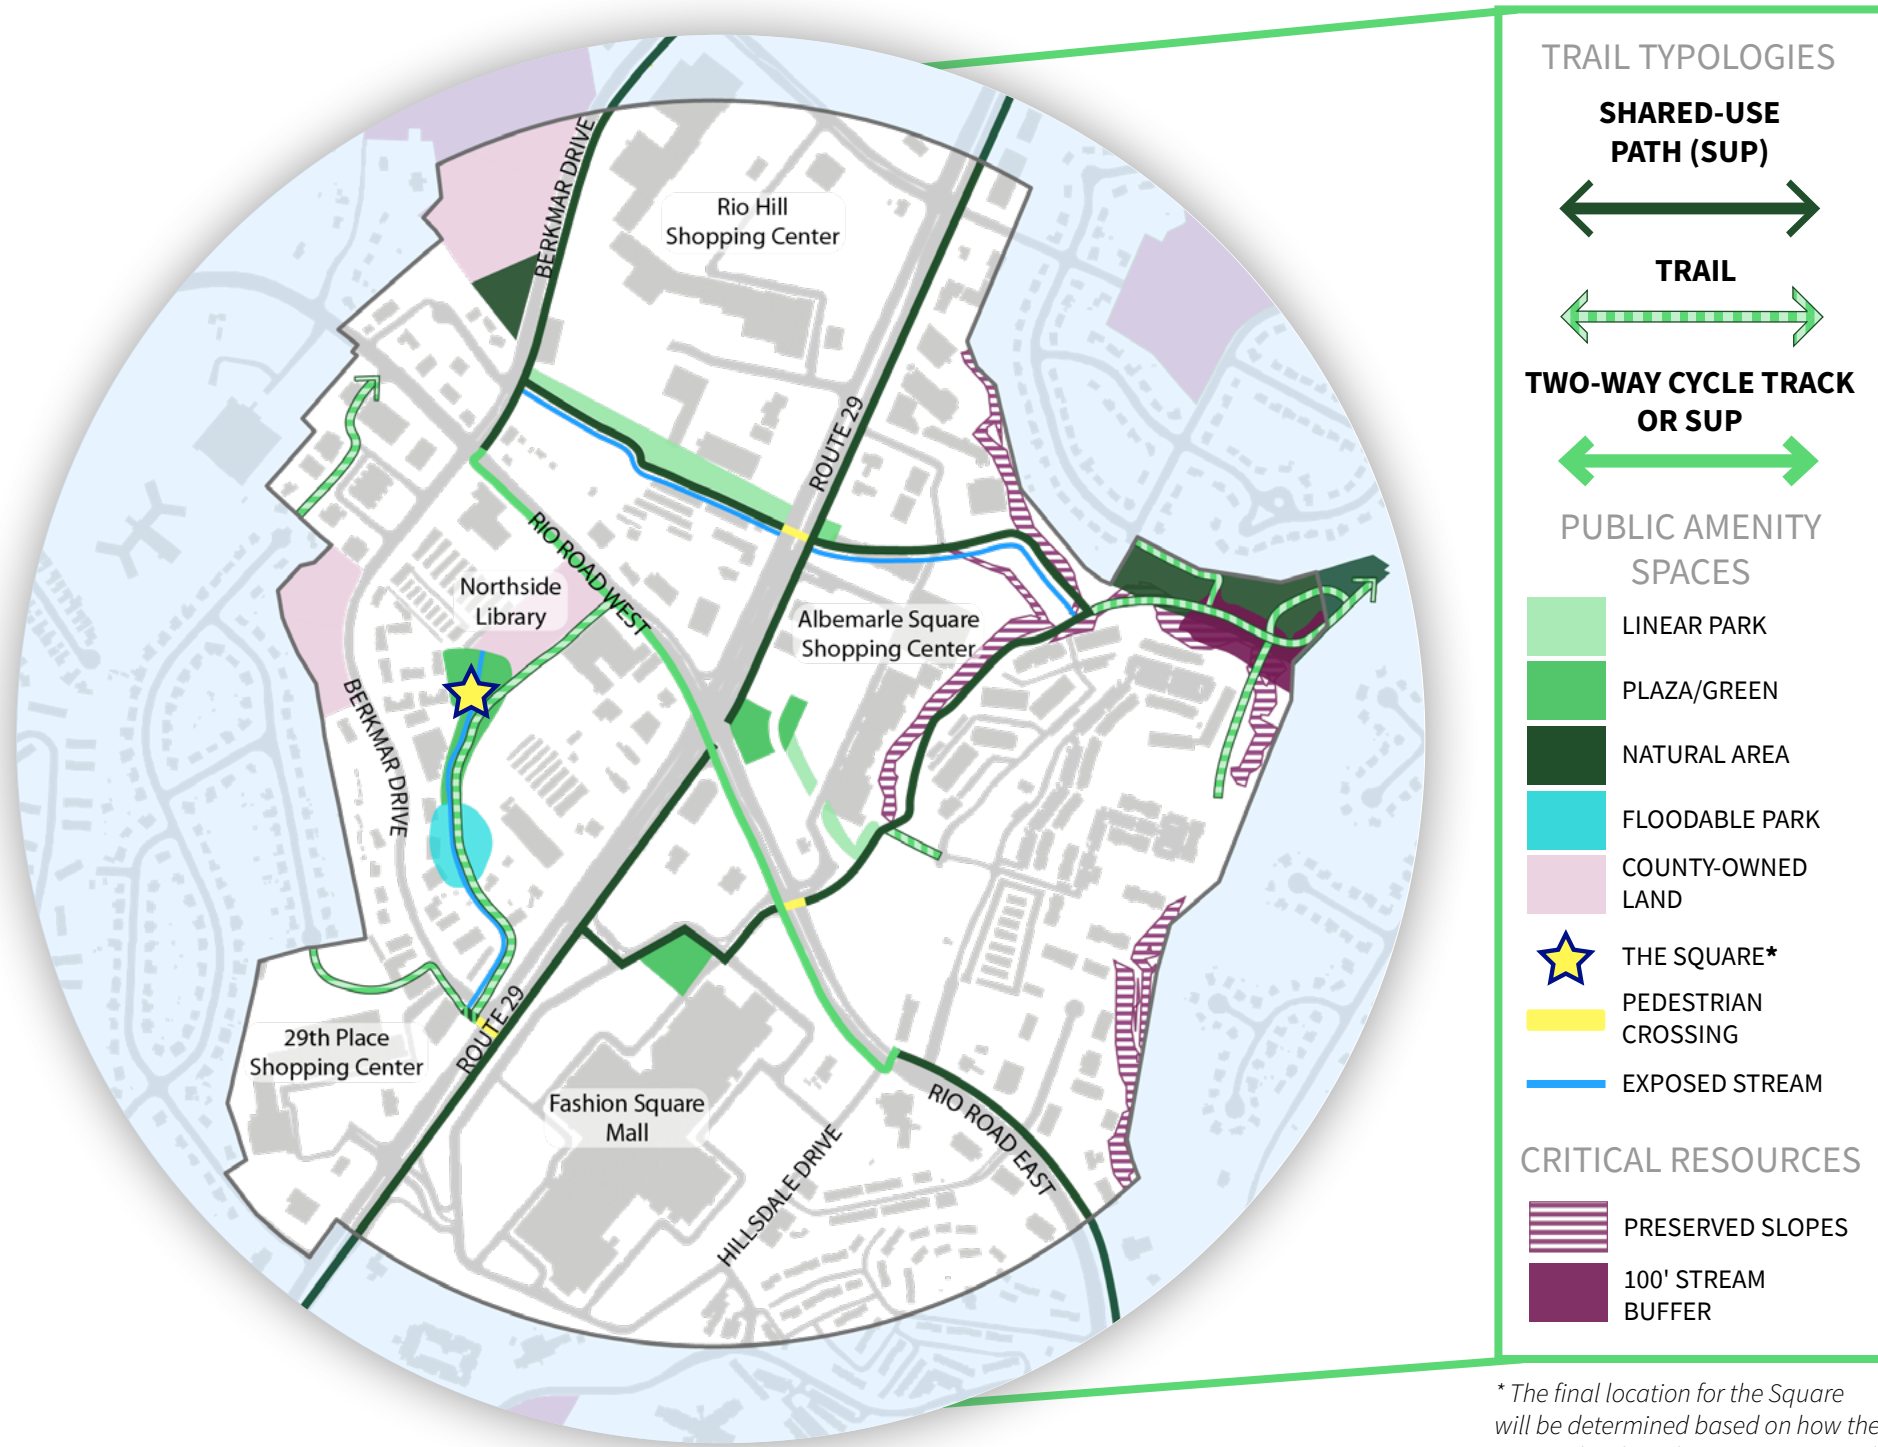 BERKMAR DRIVE
Rio Hill
Shopping Center
ROUTE 29
RIO ROAD WEST
Northside
Library
Albemarle Square
Shopping Center
BERKMAR DRIVE
29th Place
Shopping Center
ROUTE 29
Fashion Square
Mall
HILLSDALE DRIVE
RIO ROAD EAST
TRAIL TYPOLOGIES
SHARED-USE
PATH (SUP)
TRAIL
TWO-WAY CYCLE TRACK
OR SUP
PUBLIC AMENITY
SPACES
LINEAR PARK
PLAZA/GREEN
NATURAL AREA
FLOODABLE PARK
COUNTY-OWNED
LAND
THE SQUARE*
PEDESTRIAN
CROSSING
EXPOSED STREAM
CRITICAL RESOURCES
PRESERVED SLOPES
100' STREAM
BUFFER
* The final location for the Square
will be determined based on how the